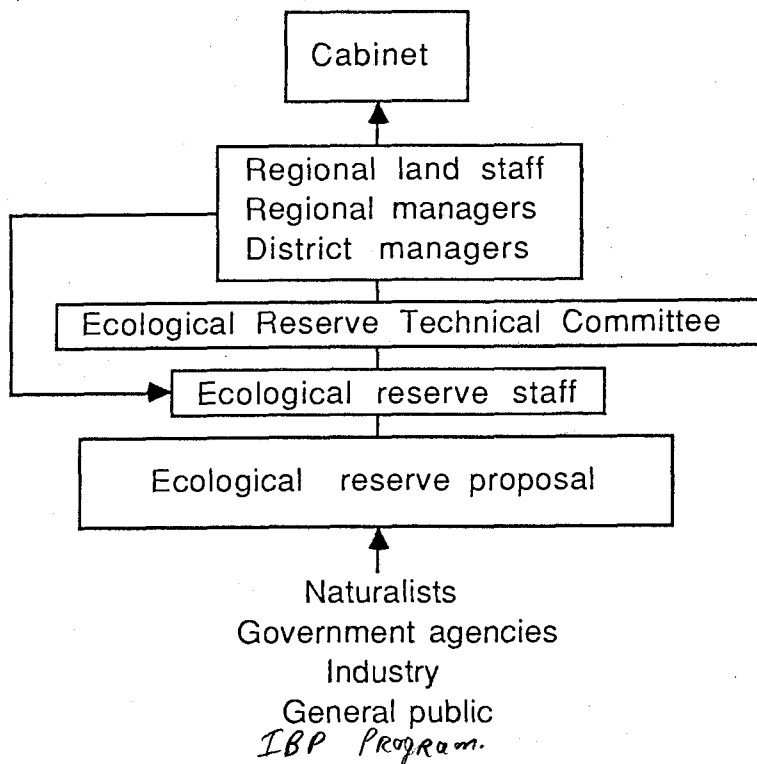 Cabinet
Regional land staff
Regional managers
District managers
Ecological Reserve Technical Committee
Ecological reserve staff
Ecological reserve proposal
Naturalists
Government agencies
Industry
General public
IBP PRogRam.